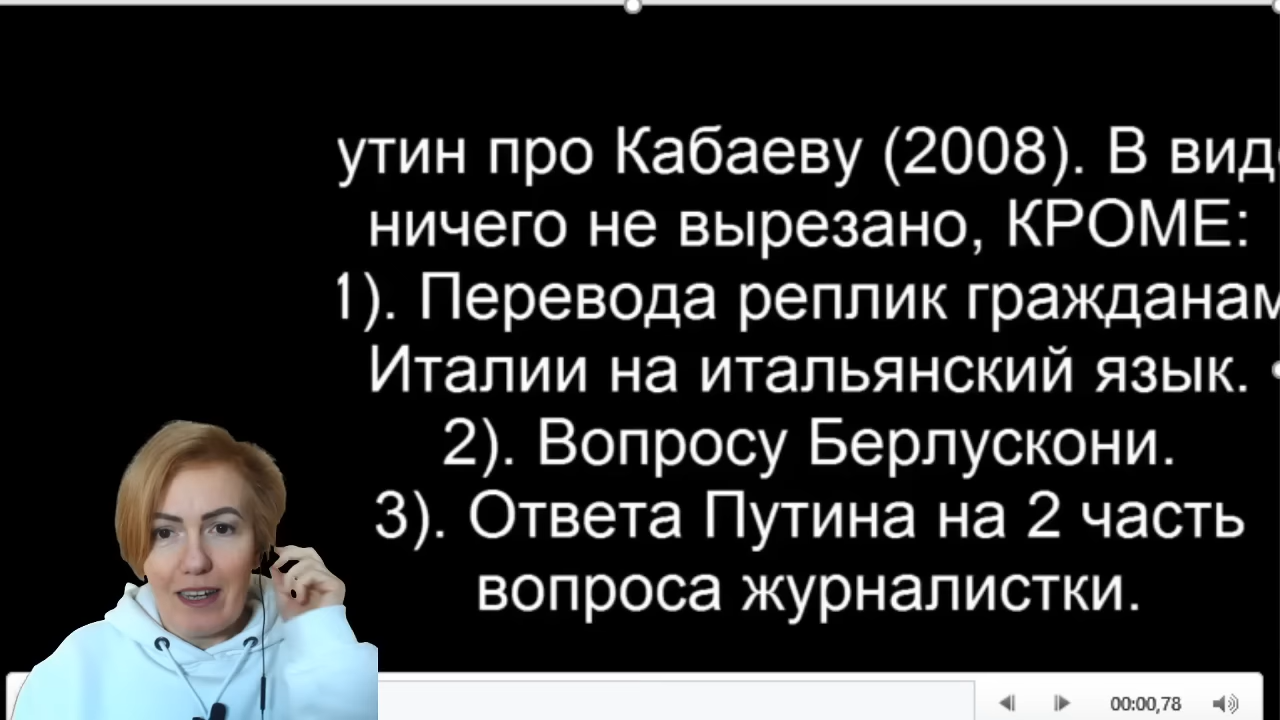 утин про Кабаеву (2008). В вид
ничего не вырезано, КРОМЕ:
1). Перевода реплик гражданам
Италии на итальянский язык.
2). Вопросу Берлускони.
3). Ответа Путина на 2 часть
вопроса журналистки.
00:00,78